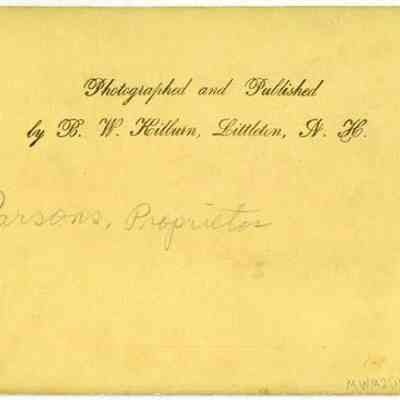 Photographed and Published
by B. W. Kilburn, Littleton, N. H.
Parsons, Proprietor